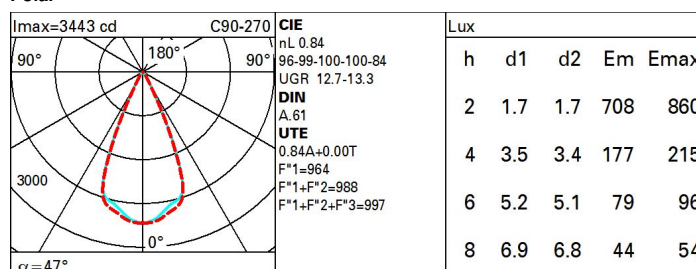 Imax=3443 cd C90-270
90° 180° 90°
3000
0°
α=47°
CIE
nL 0.84
96-99-100-100-84
UGR 12.7-13.3
DIN
A.61
UTE
0.84A+0.00T
F"1=964
F"1+F"2=988
F"1+F"2+F"3=997
Lux
h d1 d2 Em Emax
2 1.7 1.7 708 860
4 3.5 3.4 177 215
6 5.2 5.1 79 96
8 6.9 6.8 44 54